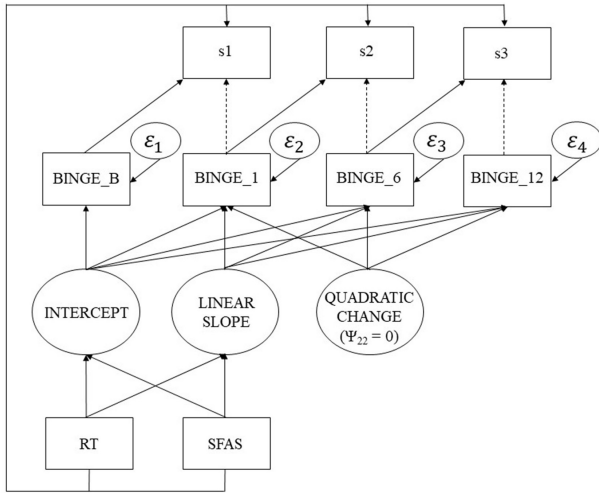 s1
s2
s3
ε1
ε2
ε3
ε4
BINGE_B
BINGE_1
BINGE_6
BINGE_12
INTERCEPT
LINEAR
SLOPE
QUADRATIC
CHANGE
(Ψ22 = 0)
RT
SFAS